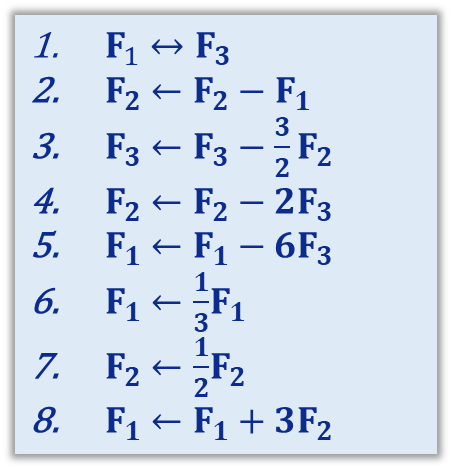 1. F₁ ↔ F₃
2. F₂ ← F₂ − F₁
3. F₃ ← F₃ − 3/2 F₂
4. F₂ ← F₂ − 2F₃
5. F₁ ← F₁ − 6F₃
6. F₁ ← 1/3 F₁
7. F₂ ← 1/2 F₂
8. F₁ ← F₁ + 3F₂